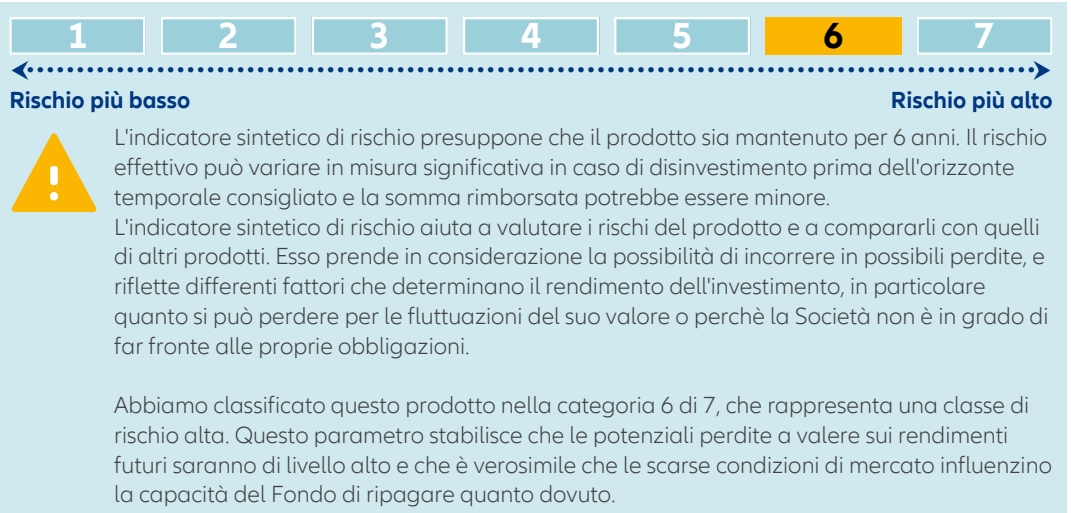 1 2 3 4 5 6 7
Rischio più basso Rischio più alto
L'indicatore sintetico di rischio presuppone che il prodotto sia mantenuto per 6 anni. Il rischio
effettivo può variare in misura significativa in caso di disinvestimento prima dell'orizzonte
temporale consigliato e la somma rimborsata potrebbe essere minore.
L'indicatore sintetico di rischio aiuta a valutare i rischi del prodotto e a compararli con quelli
di altri prodotti. Esso prende in considerazione la possibilità di incorrere in possibili perdite, e
riflette differenti fattori che determinano il rendimento dell'investimento, in particolare
quanto si può perdere per le fluttuazioni del suo valore o perchè la Società non è in grado di
far fronte alle proprie obbligazioni.
Abbiamo classificato questo prodotto nella categoria 6 di 7, che rappresenta una classe di
rischio alta. Questo parametro stabilisce che le potenziali perdite a valere sui rendimenti
futuri saranno di livello alto e che è verosimile che le scarse condizioni di mercato influenzino
la capacità del Fondo di ripagare quanto dovuto.